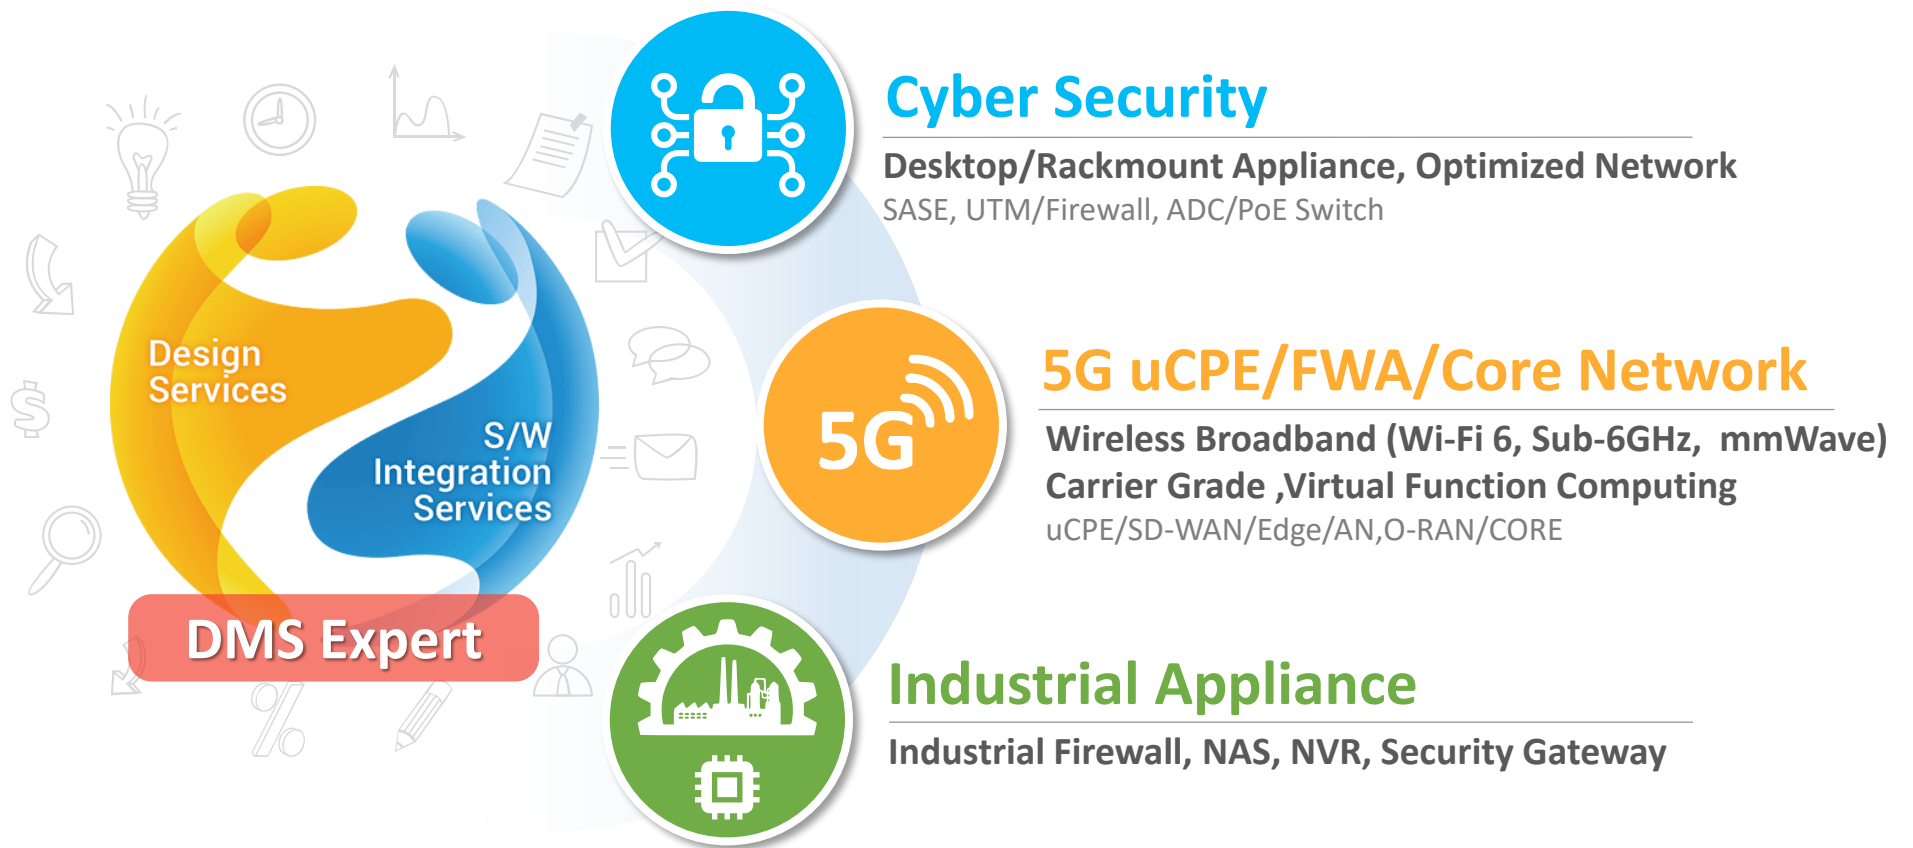 Design
Services
S/W
Integration
Services
DMS Expert
Cyber Security
Desktop/Rackmount Appliance, Optimized Network
SASE, UTM/Firewall, ADC/PoE Switch
5G
5G uCPE/FWA/Core Network
Wireless Broadband (Wi-Fi 6, Sub-6GHz,  mmWave)
Carrier Grade ,Virtual Function Computing
uCPE/SD-WAN/Edge/AN,O-RAN/CORE
Industrial Appliance
Industrial Firewall, NAS, NVR, Security Gateway